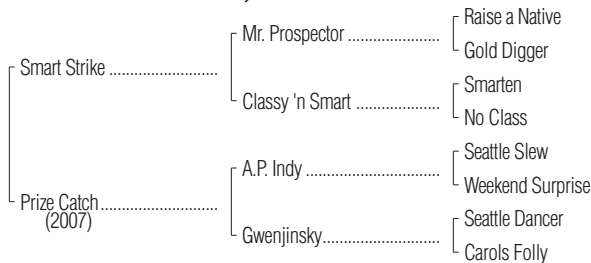 Raise a Native
Mr. Prospector ..................
Gold Digger
Smart Strike .......................
Smarten
Classy 'n Smart ..................
No Class
Seattle Slew
A.P. Indy ............................
Weekend Surprise
Prize Catch........................
(2007)
Seattle Dancer
Gwenjinsky.........................
Carols Folly